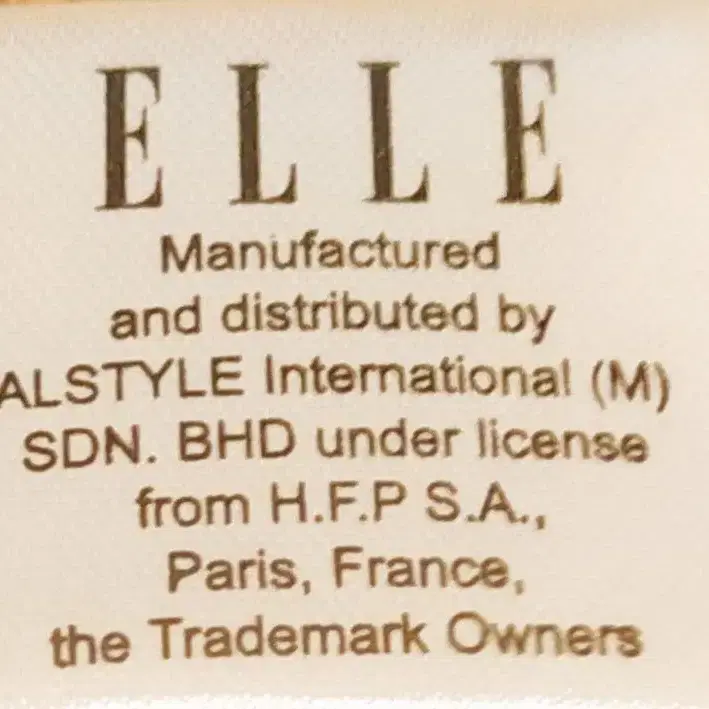 ELLE
Manufactured
and distributed by
ALSTYLE International (M)
SDN. BHD under license
from H.F.P S.A.,
Paris, France,
the Trademark Owners